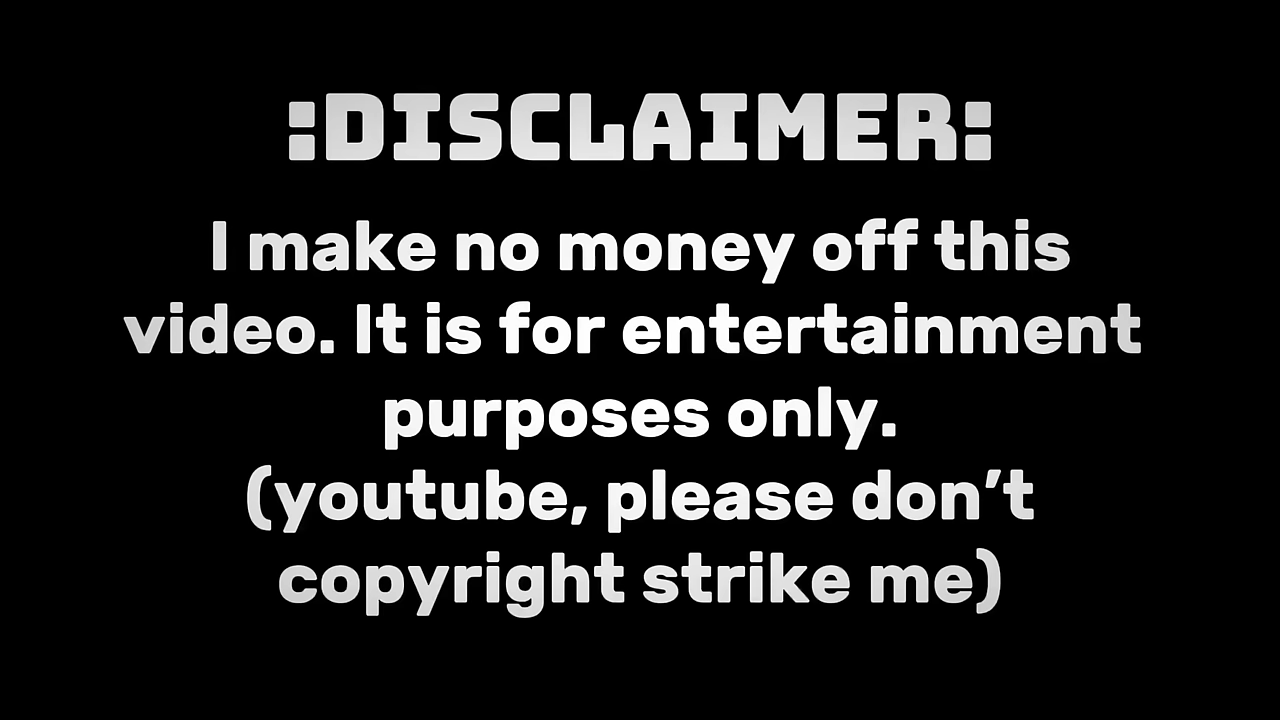 :DISCLAIMER:
I make no money off this
video. It is for entertainment
purposes only.
(youtube, please don’t
copyright strike me)